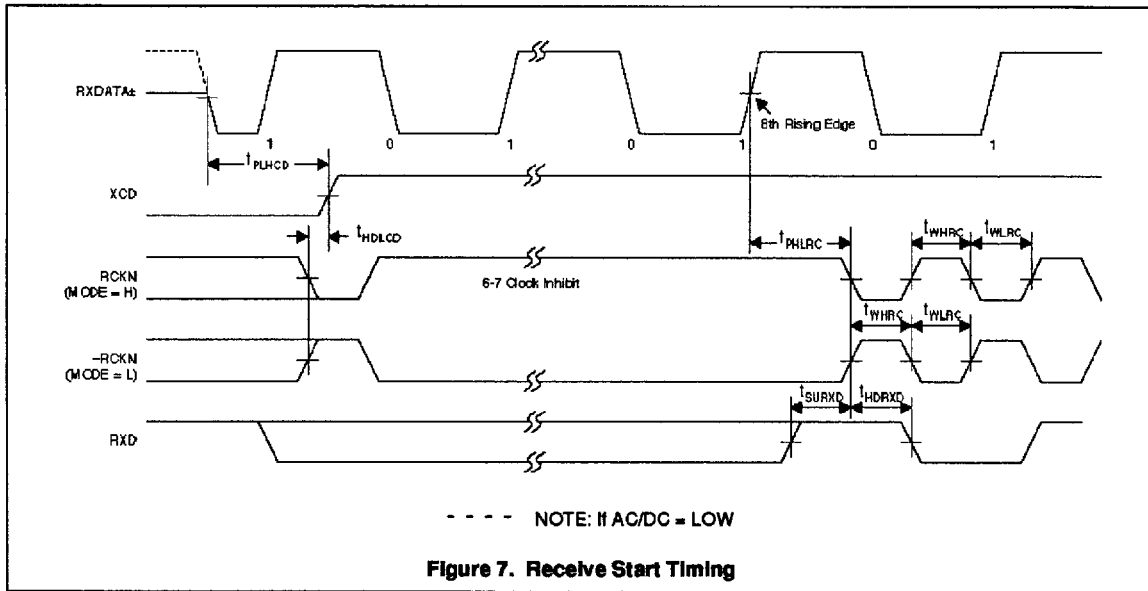 RXDATA±
8th Rising Edge
1 0 1 0 1 0 1
tPLHCD
XCD
tHDLCD
tPHLRC
tWHRC
tWLRC
RCKN
(MODE = H)
6-7 Clock Inhibit
tWHRC
tWLRC
–RCKN
(MODE = L)
tSURXD
tHDRXD
RXD
- - - - NOTE: If AC/DC = LOW
Figure 7. Receive Start Timing